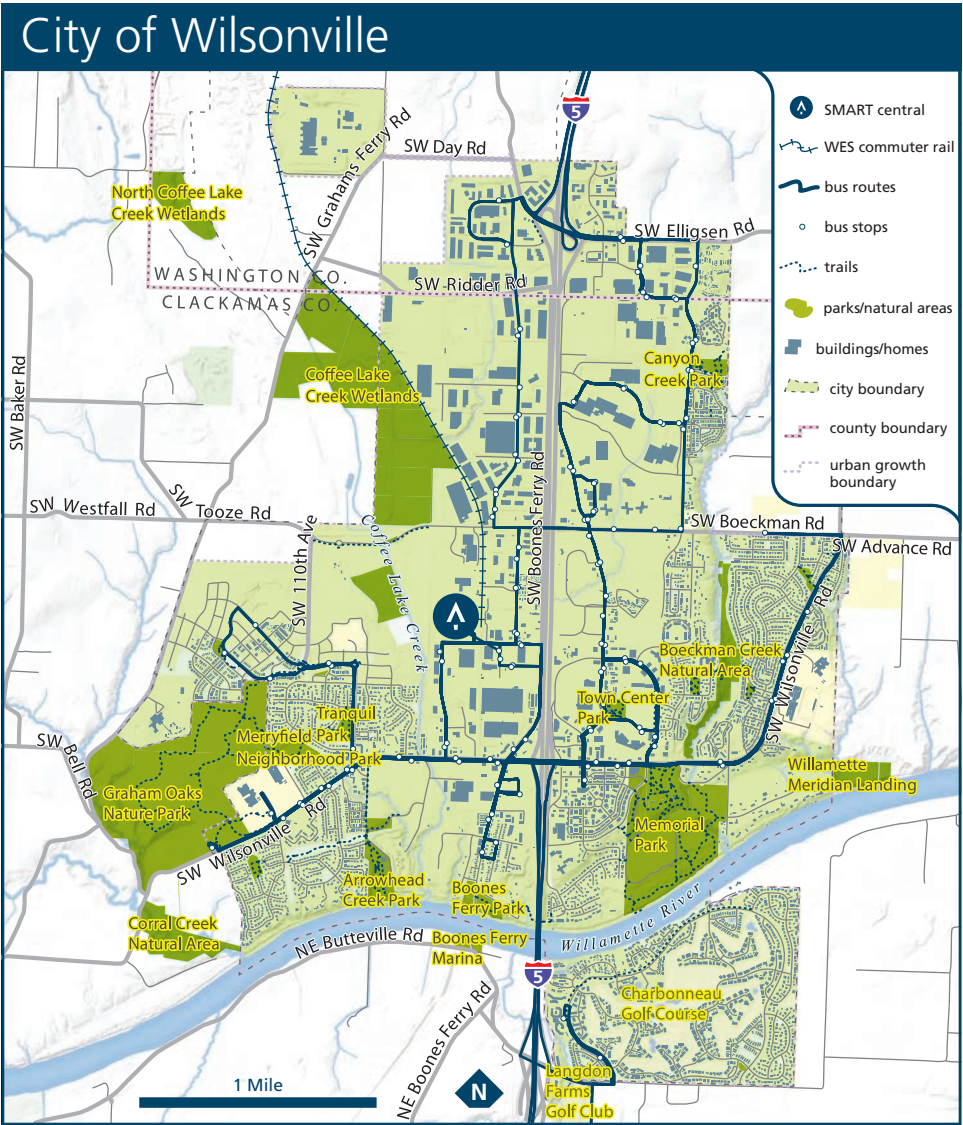 City of Wilsonville
5
SMART central
WES commuter rail
bus routes
bus stops
trails
parks/natural areas
buildings/homes
city boundary
county boundary
urban growth
boundary
SW Grahams Ferry Rd
SW Day Rd
North Coffee Lake
Creek Wetlands
SW Elligsen Rd
WASHINGTON CO.
CLACKAMAS CO.
SW Ridder Rd
SW Baker Rd
Coffee Lake
Creek Wetlands
Canyon
Creek Park
SW Boones Ferry Rd
SW Westfall Rd
SW Tooze Rd
SW 110th Ave
Coffee Lake Creek
SW Boeckman Rd
SW Advance Rd
SW Wilsonville Rd
Boeckman Creek
Natural Area
Town Center
Park
Tranquil
Park
Merryfield
Neighborhood Park
SW Bell Rd
Graham Oaks
Nature Park
SW Wilsonville Rd
Willamette
Meridian Landing
Memorial
Park
Arrowhead
Creek Park
Boones
Ferry Park
Corral Creek
Natural Area
NE Butteville Rd
Boones Ferry
Marina
Willamette River
5
Charbonneau
Golf Course
NE Boones Ferry Rd
Langdon
Farms
Golf Club
1 Mile
N